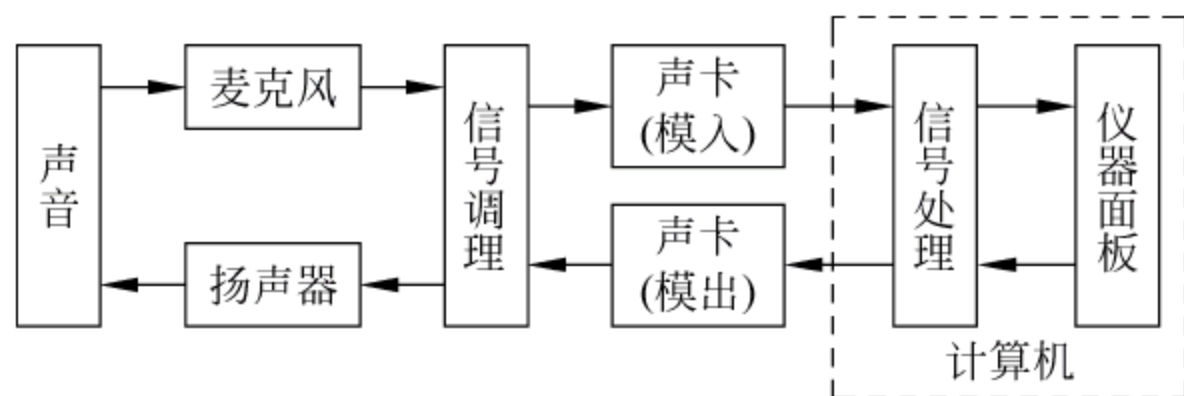 声音
麦克风
扬声器
信号调理
声卡
(模入)
声卡
(模出)
信号处理
仪器面板
计算机